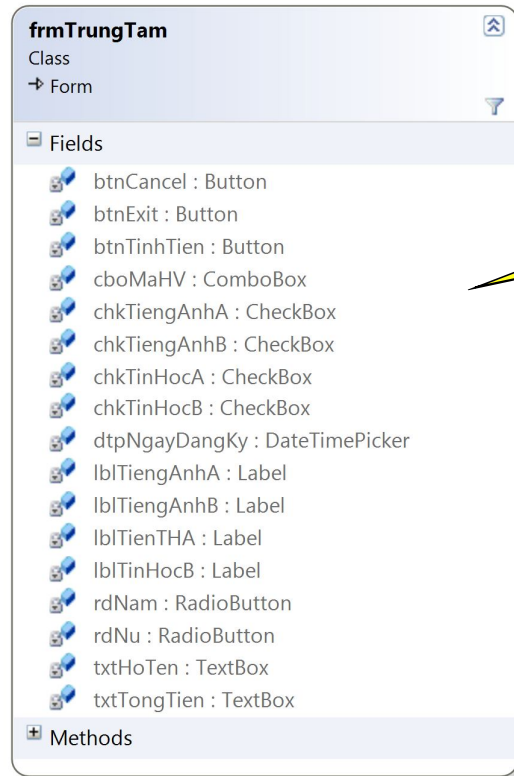 frmTrungTam
Class
Form
Fields
btnCancel : Button
btnExit : Button
btnTinhTien : Button
cboMaHV : ComboBox
chkTiengAnhA : CheckBox
chkTiengAnhB : CheckBox
chkTinHocA : CheckBox
chkTinHocB : CheckBox
dtpNgayDangKy : DateTimePicker
lblTiengAnhA : Label
lblTiengAnhB : Label
lblTienTHA : Label
lblTinHocB : Label
rdNam : RadioButton
rdNu : RadioButton
txtHoTen : TextBox
txtTongTien : TextBox
Methods